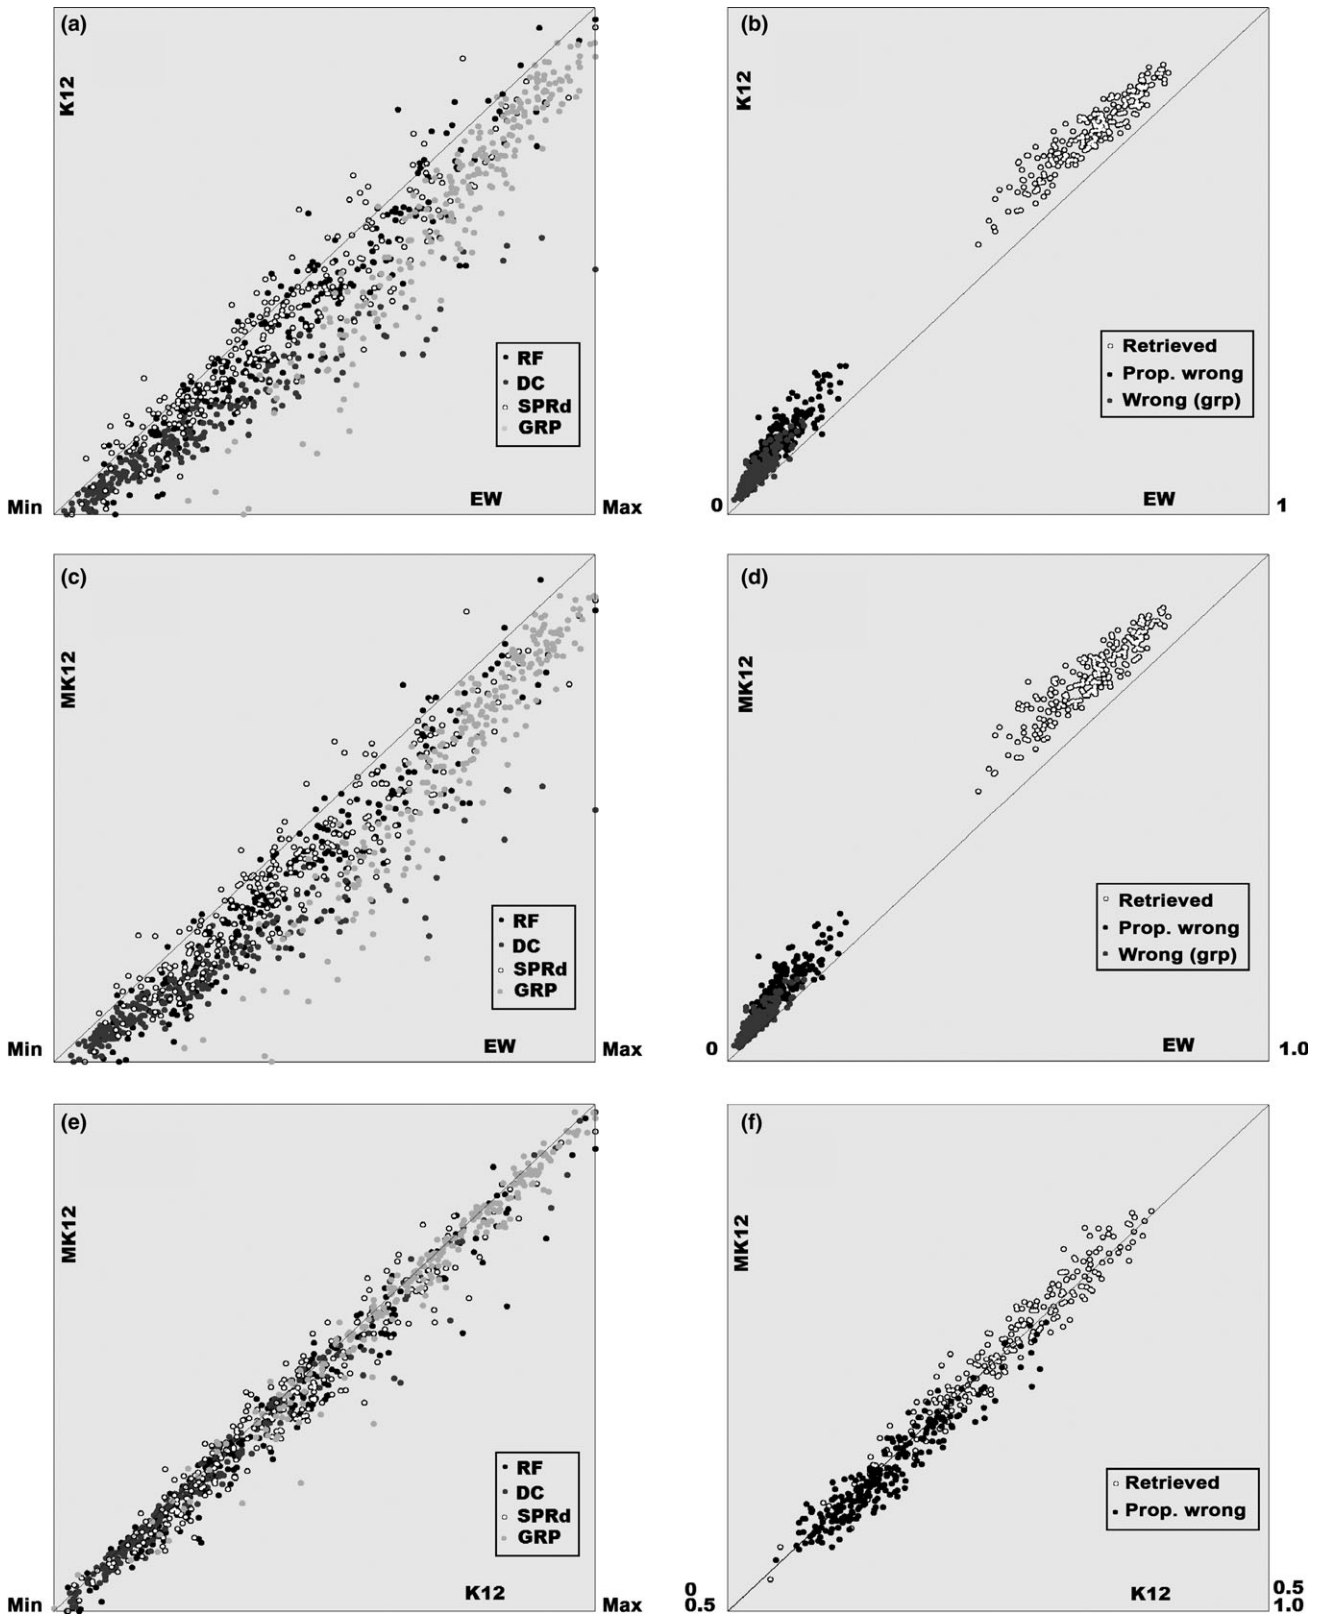 (a)
K12
RF
DC
SPRd
GRP
Min
EW
Max
(b)
K12
Retrieved
Prop. wrong
Wrong (grp)
0
EW
1
(c)
MK12
RF
DC
SPRd
GRP
Min
EW
Max
(d)
MK12
Retrieved
Prop. wrong
Wrong (grp)
0
EW
1.0
(e)
MK12
RF
DC
SPRd
GRP
Min
K12
Max
(f)
MK12
Retrieved
Prop. wrong
0
0.5
K12
0.5
1.0